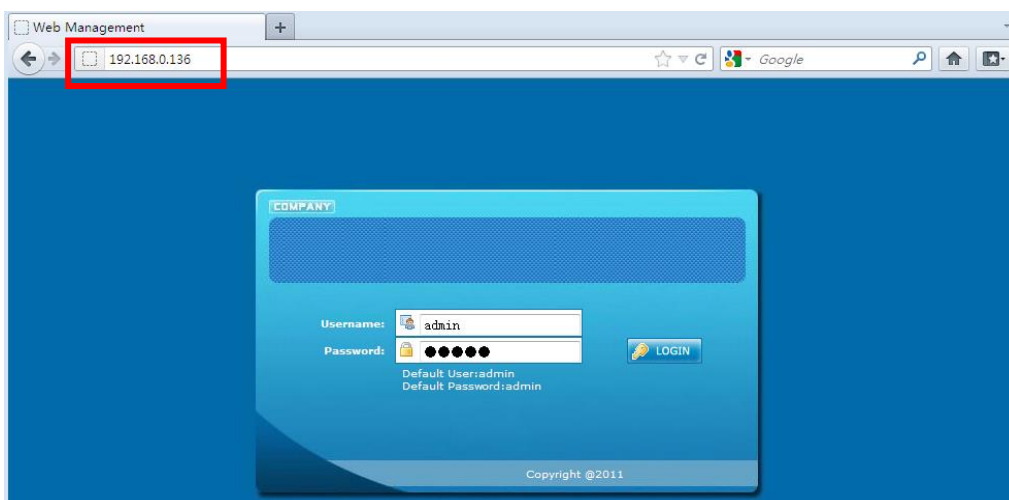 Web Management
192.168.0.136
Google
COMPANY
Username: admin
Password: ●●●●●
LOGIN
Default User:admin
Default Password:admin
Copyright @2011